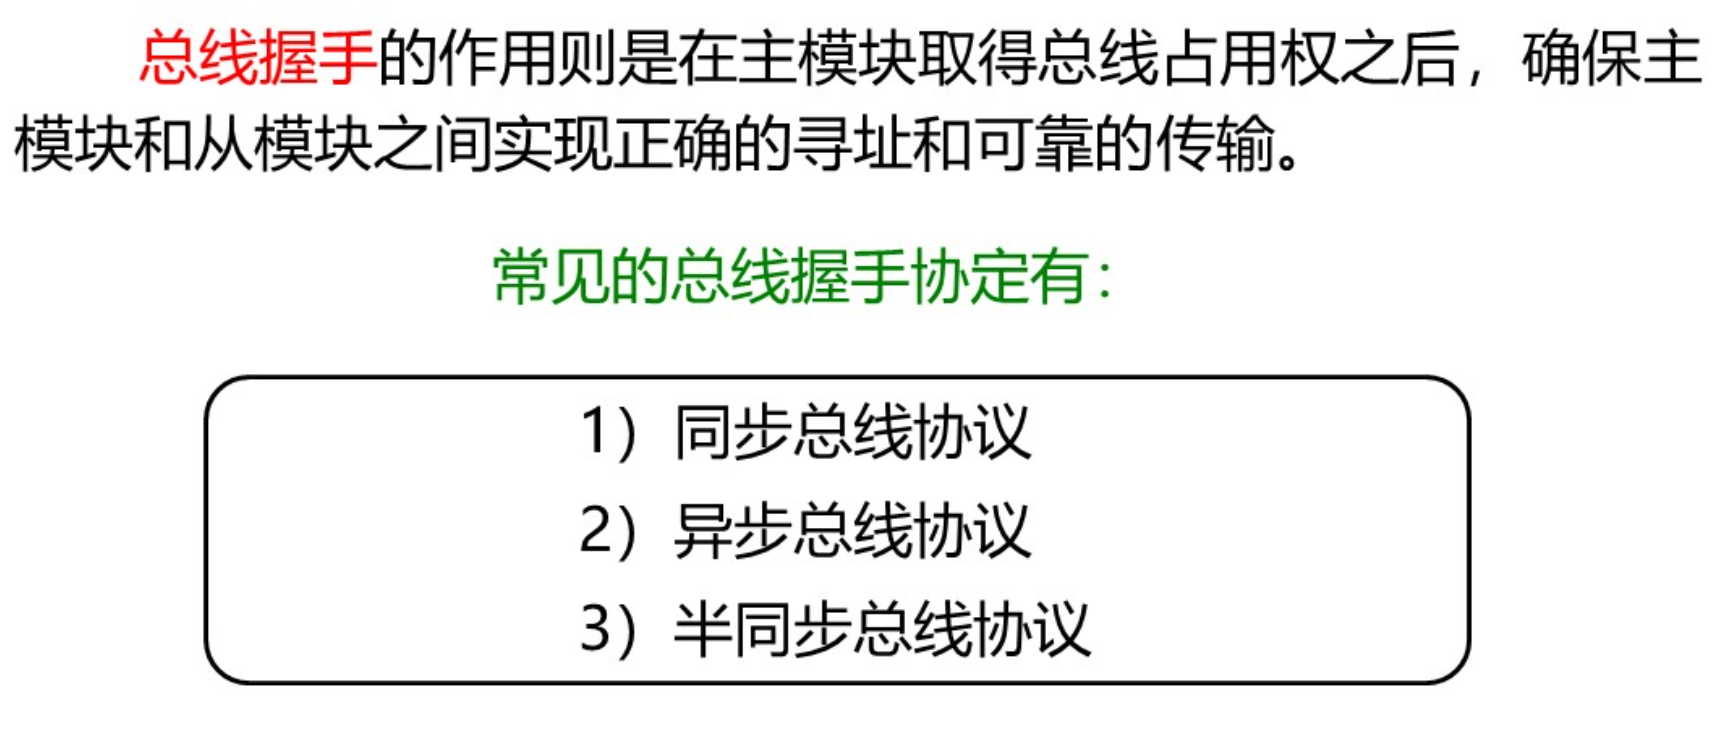 总线握手的作用则是在主模块取得总线占用权之后，确保主
模块和从模块之间实现正确的寻址和可靠的传输。
常见的总线握手协定有：
1）同步总线协议
2）异步总线协议
3）半同步总线协议